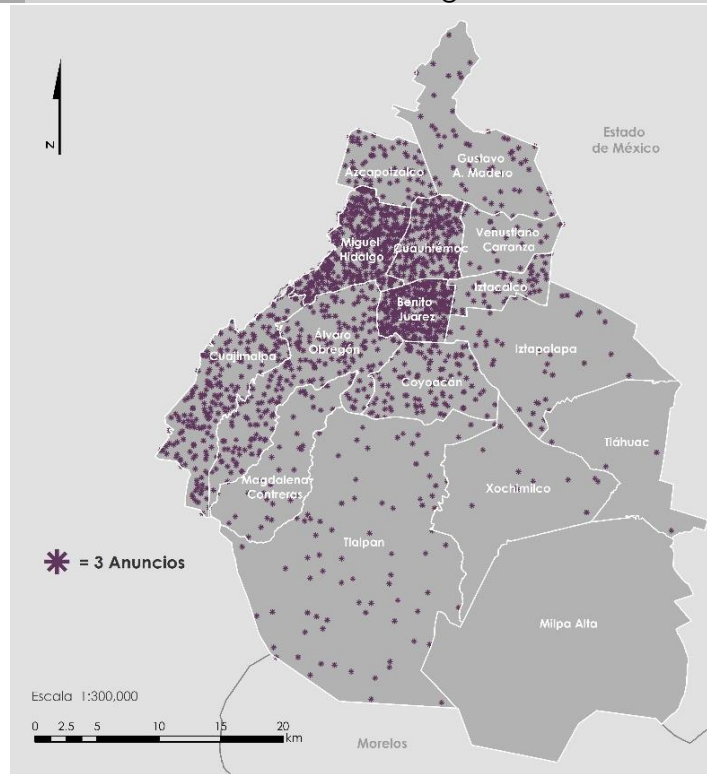 N
Estado
de México
Gustavo
A. Madero
Azcapotzalco
Venustiano
Carranza
Miguel
Hidalgo
Cuauhtémoc
Iztacalco
Benito
Juárez
Álvaro
Obregón
Cuajimalpa
Iztapalapa
Coyoacán
Tláhuac
Magdalena
Contreras
Xochimilco
Tlalpan
= 3 Anuncios
Milpa Alta
Escala 1:300,000
0 2.5 5 10 15 20
km
Morelos